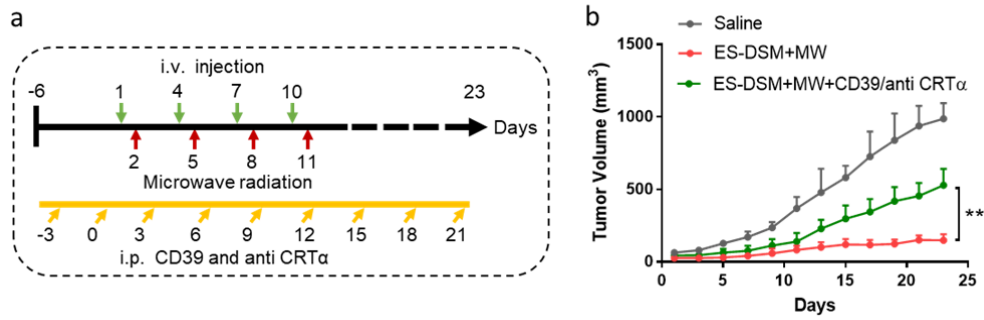 a
i.v. injection
-6 1 4 7 10 23
Days
2 5 8 11
Microwave radiation
-3 0 3 6 9 12 15 18 21
i.p. CD39 and anti CRTα
b
Saline
ES-DSM+MW
ES-DSM+MW+CD39/anti CRTα
1500
1000
500
0
Tumor Volume (mm³)
**
0 5 10 15 20 25
Days